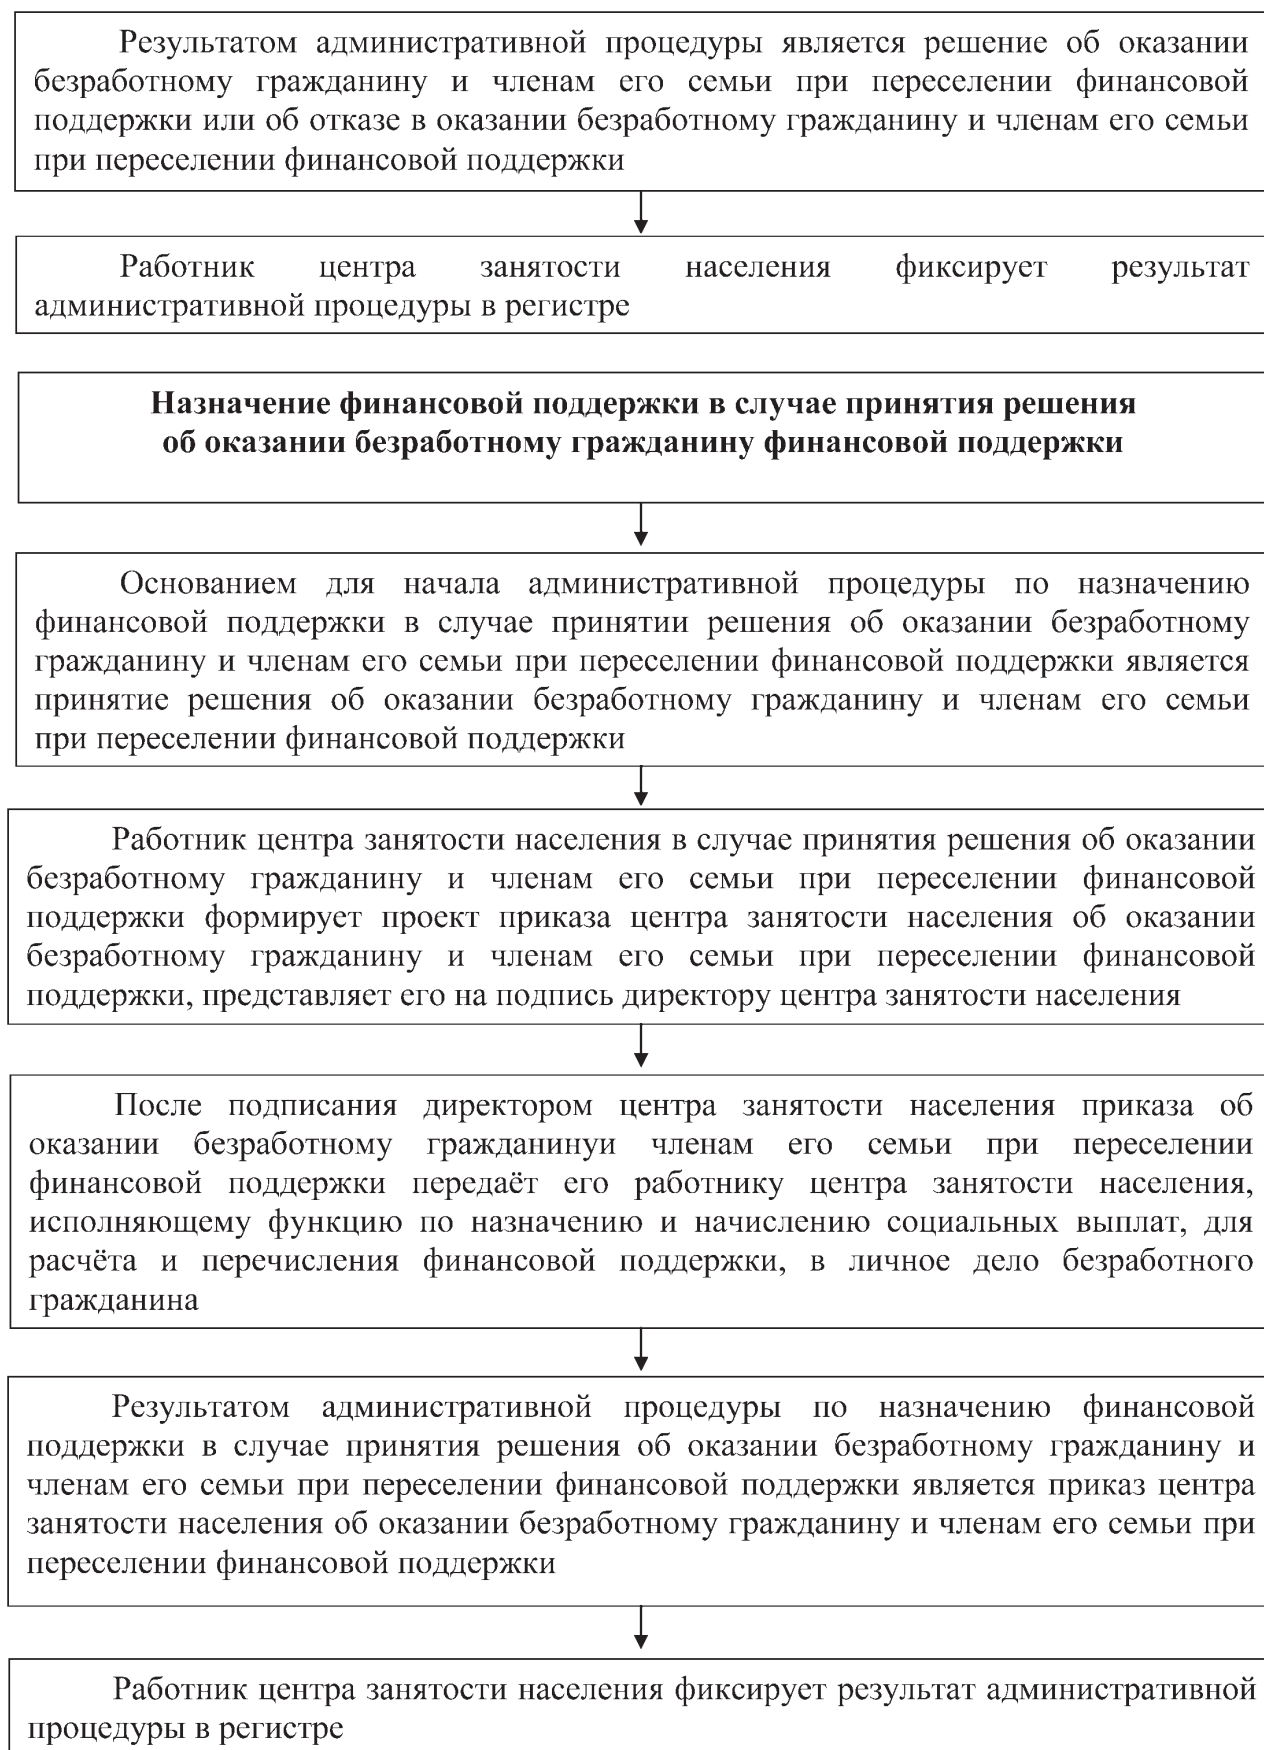 Результатом административной процедуры является решение об оказании
безработному гражданину и членам его семьи при переселении финансовой
поддержки или об отказе в оказании безработному гражданину и членам его семьи
при переселении финансовой поддержки
Работник центра занятости населения фиксирует результат
административной процедуры в регистре
Назначение финансовой поддержки в случае принятия решения
об оказании безработному гражданину финансовой поддержки
Основанием для начала административной процедуры по назначению
финансовой поддержки в случае принятии решения об оказании безработному
гражданину и членам его семьи при переселении финансовой поддержки является
принятие решения об оказании безработному гражданину и членам его семьи
при переселении финансовой поддержки
Работник центра занятости населения в случае принятия решения об оказании
безработному гражданину и членам его семьи при переселении финансовой
поддержки формирует проект приказа центра занятости населения об оказании
безработному гражданину и членам его семьи при переселении финансовой
поддержки, представляет его на подпись директору центра занятости населения
После подписания директором центра занятости населения приказа об
оказании безработному гражданинуи членам его семьи при переселении
финансовой поддержки передаёт его работнику центра занятости населения,
исполняющему функцию по назначению и начислению социальных выплат, для
расчёта и перечисления финансовой поддержки, в личное дело безработного
гражданина
Результатом административной процедуры по назначению финансовой
поддержки в случае принятия решения об оказании безработному гражданину и
членам его семьи при переселении финансовой поддержки является приказ центра
занятости населения об оказании безработному гражданину и членам его семьи при
переселении финансовой поддержки
Работник центра занятости населения фиксирует результат административной
процедуры в регистре